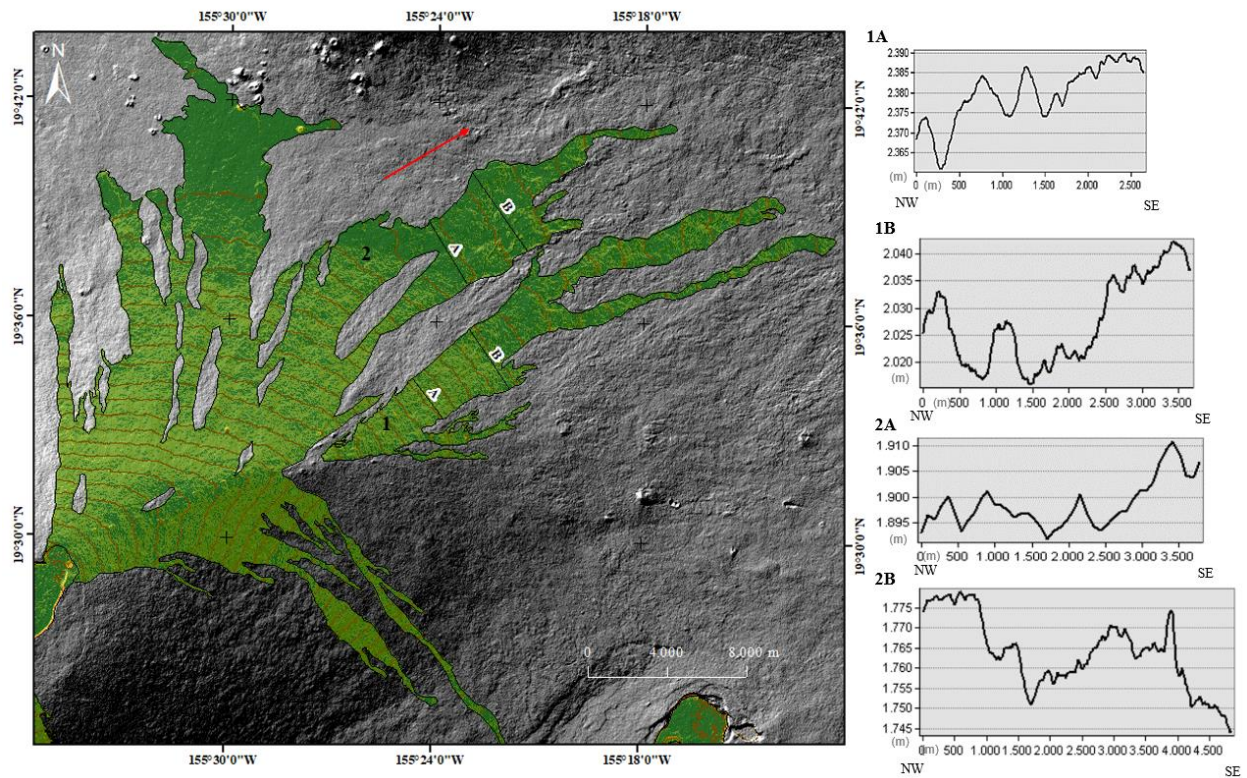 155°30'0"W 155°24'0"W 155°18'0"W
N
19°42'0"N
19°36'0"N
19°30'0"N
2
A
B
1
A
B
0 4,000 8,000 m
19°42'0"N
19°36'0"N
19°30'0"N
155°30'0"W 155°24'0"W 155°18'0"W
1A
2.390
2.385
2.380
2.375
2.370
2.365
(m)
0 (m) 500 1.000 1.500 2.000 2.500
NW SE
1B
2.040
2.035
2.030
2.025
2.020
(m)
0 (m) 500 1.000 1.500 2.000 2.500 3.000 3.500
NW SE
2A
1.910
1.905
1.900
1.895
(m) 0 500 1.000 1.500 2.000 2.500 3.000 3.500
NW SE
2B
1.775
1.770
1.765
1.760
1.755
1.750
1.745
(m) 0 (m) 500 1.000 1.500 2.000 2.500 3.000 3.500 4.000 4.500
NW SE